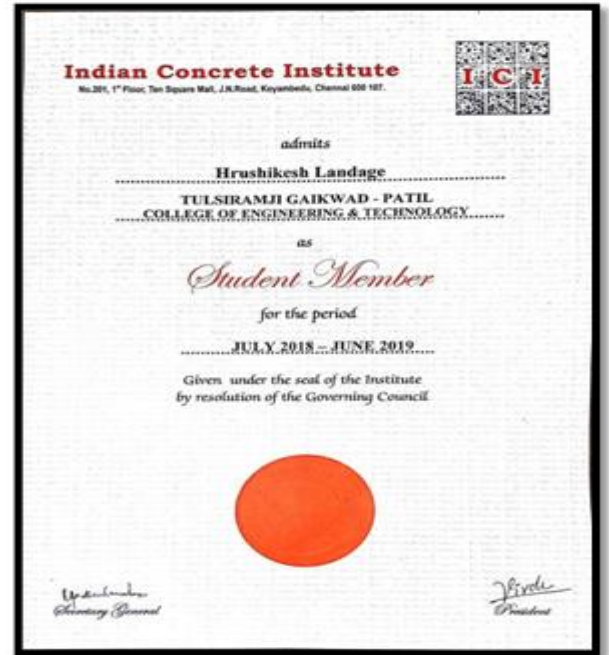 Indian Concrete Institute
No.201, 1st Floor, Ten Square Mall, J.N.Road, Koyambedu, Chennai 600 107.
I C I
admits
Hrushikesh Landage
TULSIRAMJI GAIKWAD - PATIL
COLLEGE OF ENGINEERING & TECHNOLOGY
as
Student Member
for the period
JULY 2018 – JUNE 2019
Given under the seal of the Institute
by resolution of the Governing Council
Secretary General
President